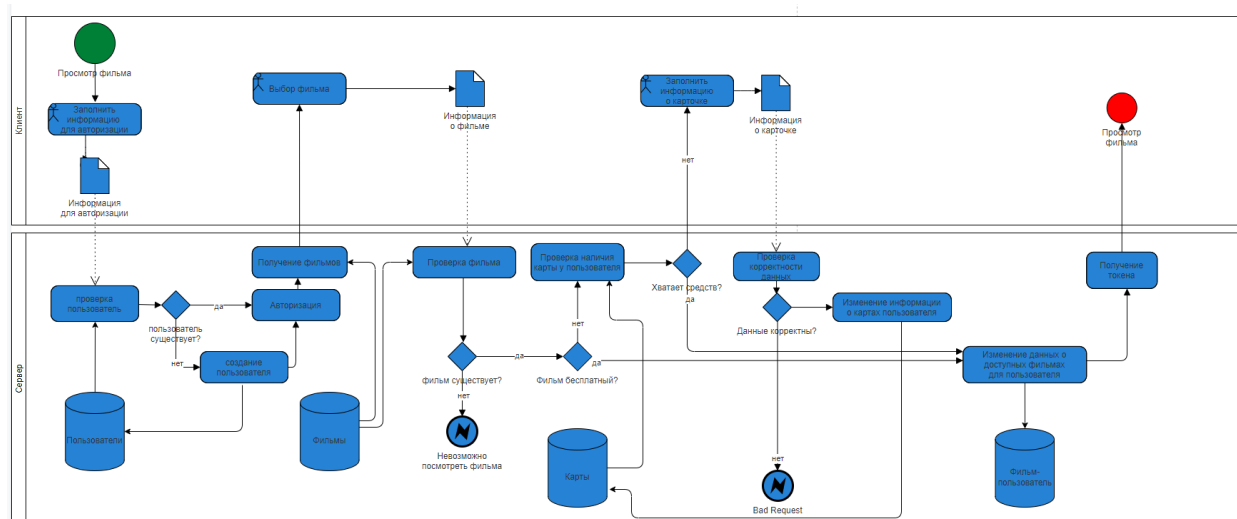 Клиент
Просмотр фильма
Заполнить
информацию
для авторизации
Информация
для авторизации
Выбор фильма
Информация
о фильме
Заполнить
информацию
о карточке
Информация
о карточке
нет
Просмотр
фильма
Сервер
проверка
пользователь
пользователь
существует?
да
нет
Авторизация
создание
пользователя
Получение фильмов
Пользователи
Фильмы
Проверка фильма
фильм существует?
да
нет
Невозможно
посмотреть фильма
Фильм бесплатный?
нет
да
Проверка наличия
карты у пользователя
Карты
Хватает средств?
да
Проверка
корректности
данных
Данные корректны?
нет
Bad Request
Изменение информации
о картах пользователя
Изменение данных о
доступных фильмах
для пользователя
Получение
токена
Фильм-
пользователь